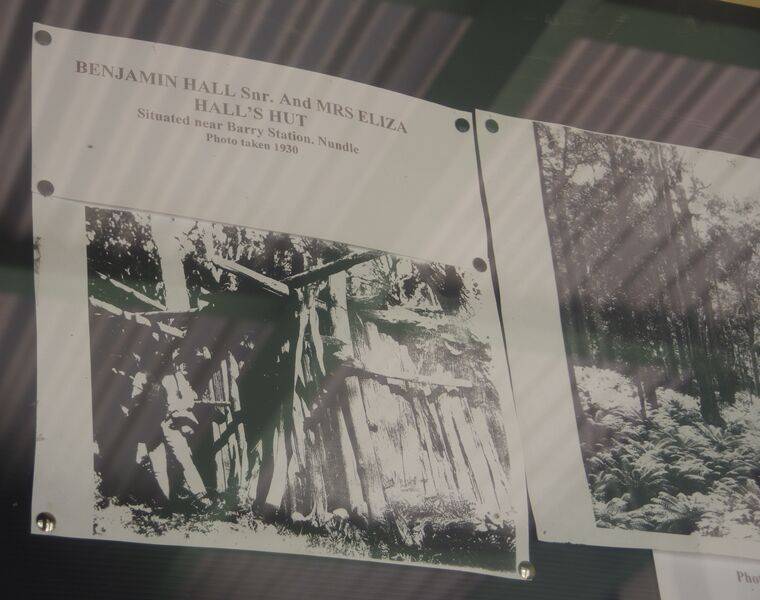 BENJAMIN HALL Snr. And MRS ELIZA
HALL'S HUT
Situated near Barry Station, Nundle
Photo taken 1930